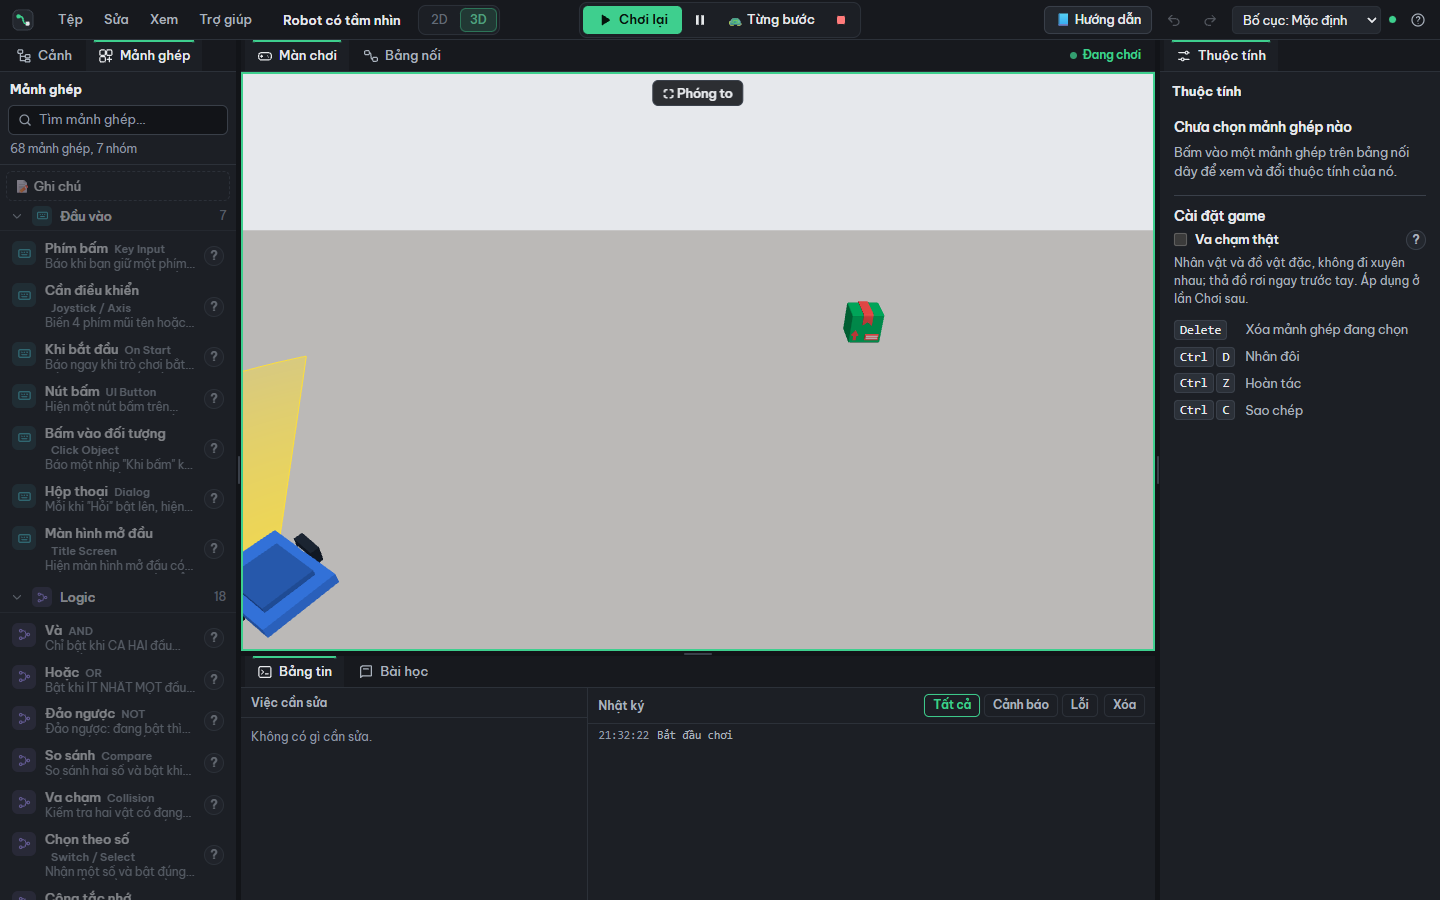 Tệp Sửa Xem Trợ giúp Robot có tầm nhìn 2D 3D Chơi lại Từng bước Hướng dẫn Bố cục: Mặc định
Cảnh Mảnh ghép
Màn chơi Bảng nối Đang chơi
Thuộc tính
Mảnh ghép
Tìm mảnh ghép...
68 mảnh ghép, 7 nhóm
Ghi chú
Đầu vào 7
Phím bấm Key Input
Báo khi bạn giữ một phím...
?
Cần điều khiển
Joystick / Axis
Biến 4 phím mũi tên hoặc...
?
Khi bắt đầu On Start
Báo ngay khi trò chơi bắt...
?
Nút bấm UI Button
Hiện một nút bấm trên...
?
Bấm vào đối tượng
Click Object
Báo một nhịp "Khi bấm" k...
?
Hộp thoại Dialog
Mỗi khi "Hỏi" bật lên, hiện...
?
Màn hình mở đầu
Title Screen
Hiện màn hình mở đầu có...
?
Logic 18
Và AND
Chỉ bật khi CẢ HAI đầu...
?
Hoặc OR
Bật khi ÍT NHẤT MỘT đầu...
?
Đảo ngược NOT
Đảo ngược: đang bật thì...
?
So sánh Compare
So sánh hai số và bật khi...
?
Va chạm Collision
Kiểm tra hai vật có đang...
?
Chọn theo số
Switch / Select
Nhận một số và bật đúng...
?
Công tắc nhớ
Phóng to
Bảng tin Bài học
Việc cần sửa
Không có gì cần sửa.
Nhật ký Tất cả Cảnh báo Lỗi Xóa
21:32:22 Bắt đầu chơi
Thuộc tính
Chưa chọn mảnh ghép nào
Bấm vào một mảnh ghép trên bảng nối
dây để xem và đổi thuộc tính của nó.
Cài đặt game
Va chạm thật ?
Nhân vật và đồ vật đặc, không đi xuyên
nhau; thả đồ rơi ngay trước tay. Áp dụng ở
lần Chơi sau.
Delete Xóa mảnh ghép đang chọn
Ctrl D Nhân đôi
Ctrl Z Hoàn tác
Ctrl C Sao chép